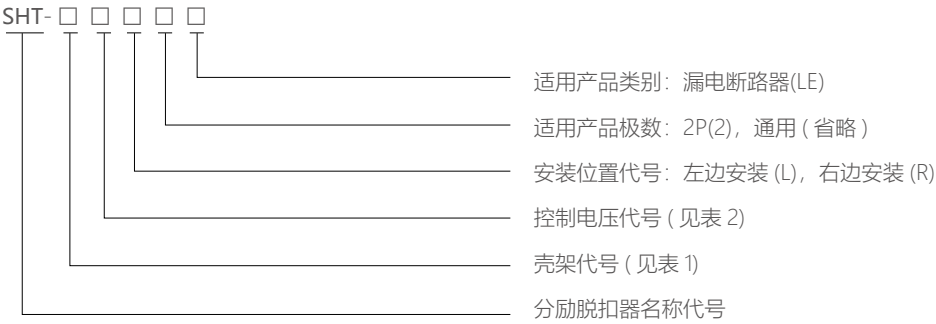 SHT-□ □ □ □ □
适用产品类别：漏电断路器(LE)
适用产品极数：2P(2)，通用 ( 省略 )
安装位置代号：左边安装 (L)，右边安装 (R)
控制电压代号 ( 见表 2)
壳架代号 ( 见表 1)
分励脱扣器名称代号